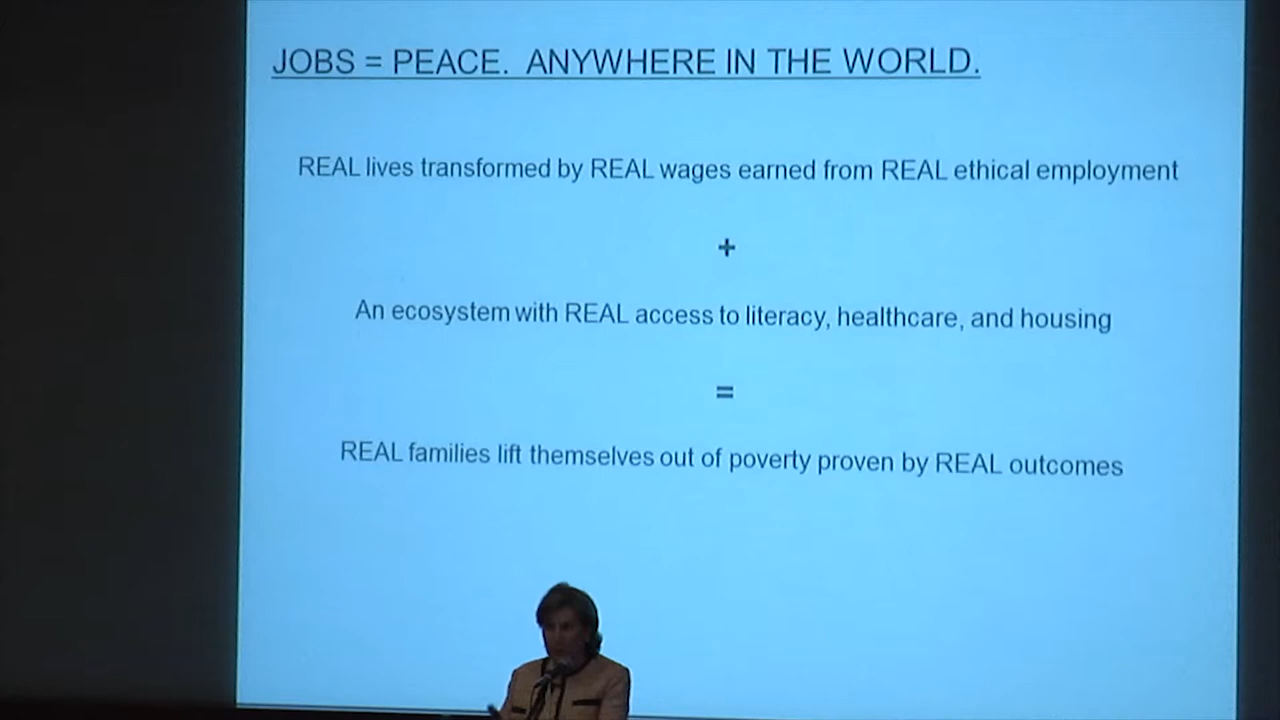 JOBS = PEACE. ANYWHERE IN THE WORLD.
REAL lives transformed by REAL wages earned from REAL ethical employment
+
An ecosystem with REAL access to literacy, healthcare, and housing
=
REAL families lift themselves out of poverty proven by REAL outcomes